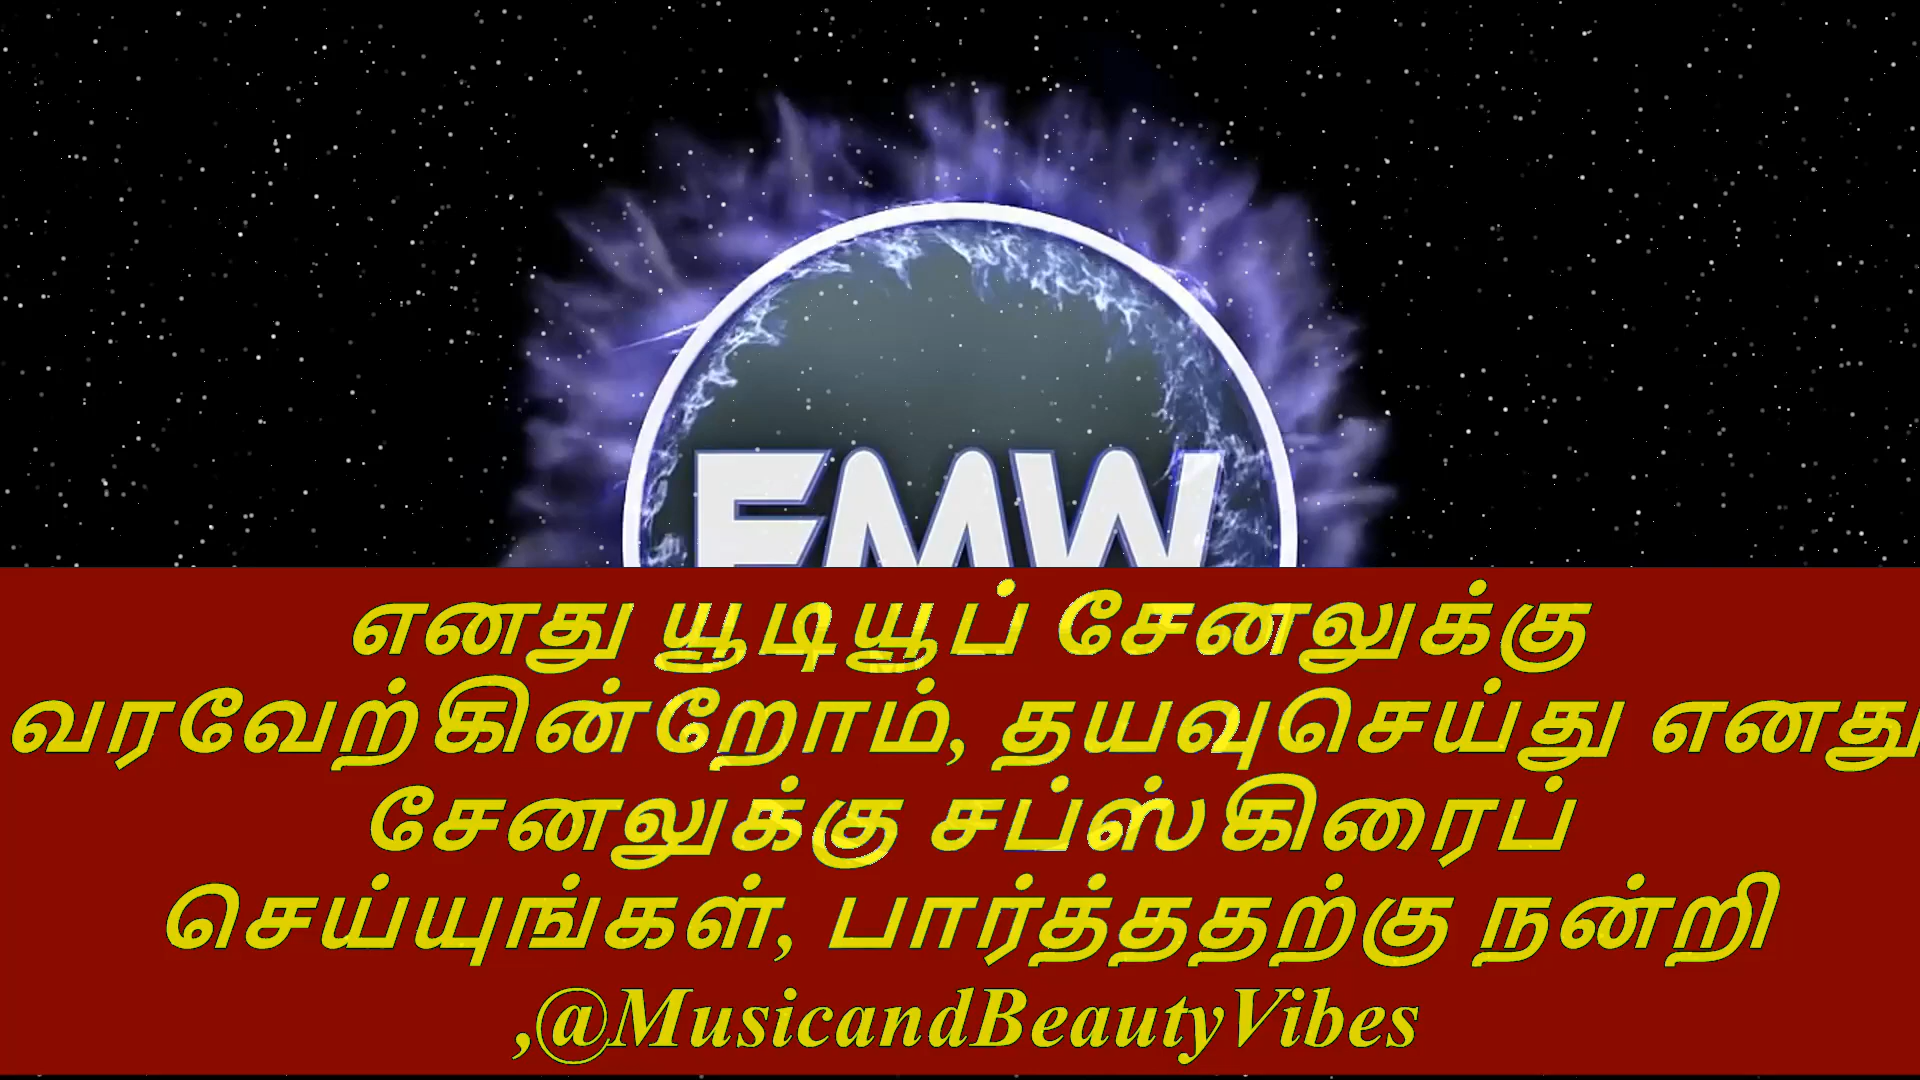 EMW
எனது யூடியூப் சேனலுக்கு
வரவேற்கின்றோம், தயவுசெய்து எனது
சேனலுக்கு சப்ஸ்கிரைப்
செய்யுங்கள், பார்த்ததற்கு நன்றி
,@MusicandBeautyVibes